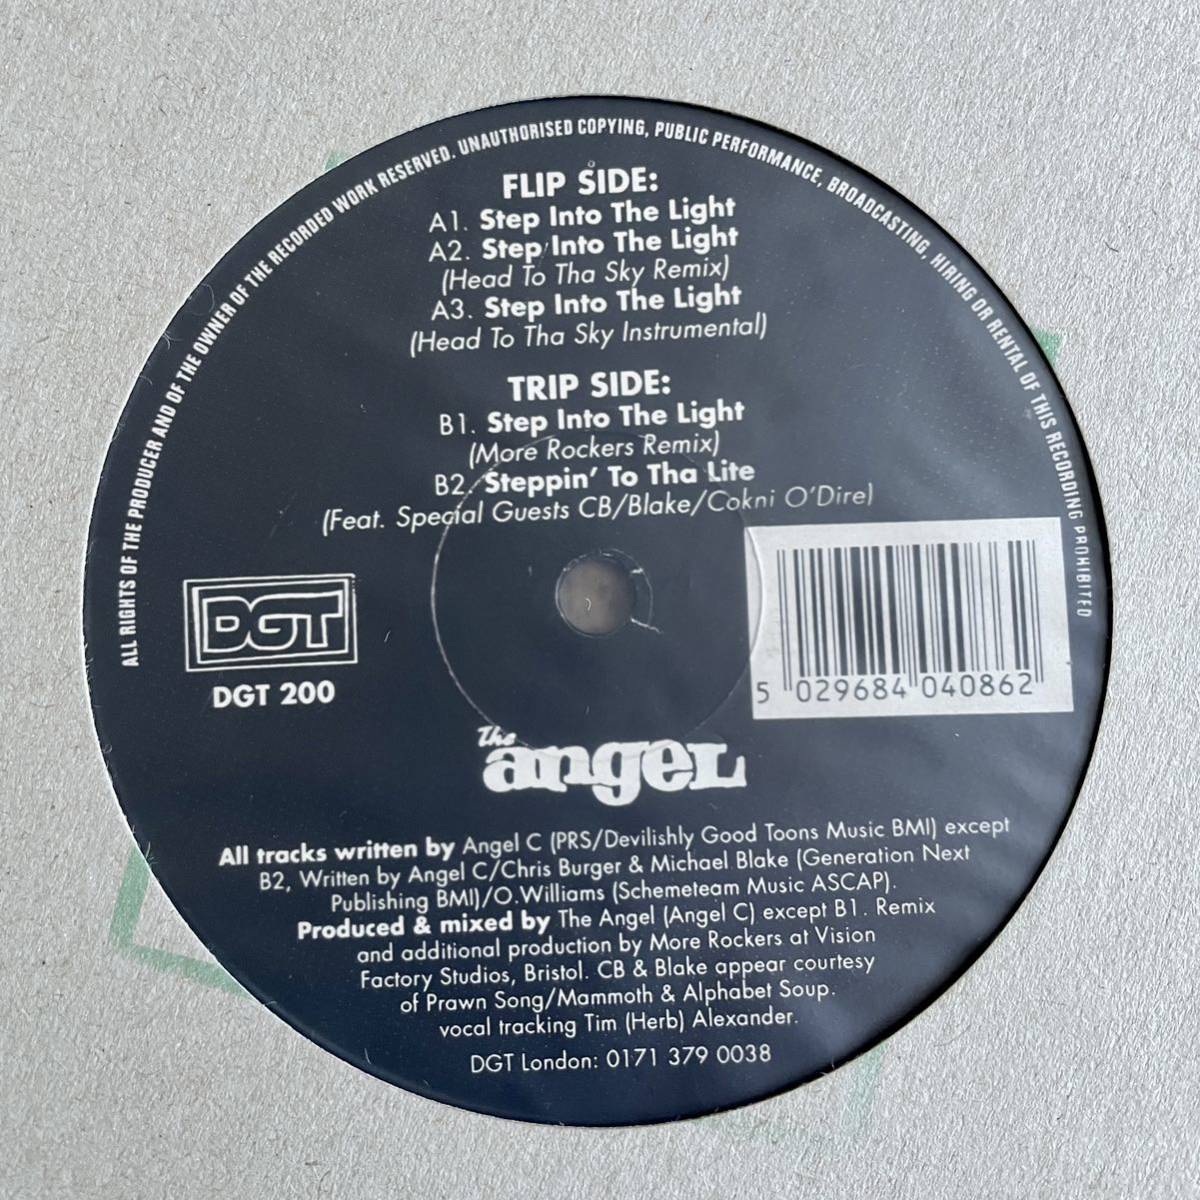 ALL RIGHTS OF THE PRODUCER AND OF THE OWNER OF THE RECORDED WORK RESERVED. UNAUTHORISED COPYING, PUBLIC PERFORMANCE, BROADCASTING, HIRING OR RENTAL OF THIS RECORDING PROHIBITED
FLIP SIDE:
A1. Step Into The Light
A2. Step Into The Light
(Head To Tha Sky Remix)
A3. Step Into The Light
(Head To Tha Sky Instrumental)
TRIP SIDE:
B1. Step Into The Light
(More Rockers Remix)
B2. Steppin' To Tha Lite
(Feat. Special Guests CB/Blake/Cokni O'Dire)
DGT
DGT 200
5 029684 040862
The angel
All tracks written by Angel C (PRS/Devilishly Good Toons Music BMI) except
B2, Written by Angel C/Chris Burger & Michael Blake (Generation Next
Publishing BMI)/O.Williams (Schemeteam Music ASCAP).
Produced & mixed by The Angel (Angel C) except B1. Remix
and additional production by More Rockers at Vision
Factory Studios, Bristol. CB & Blake appear courtesy
of Prawn Song/Mammoth & Alphabet Soup.
vocal tracking Tim (Herb) Alexander.
DGT London: 0171 379 0038